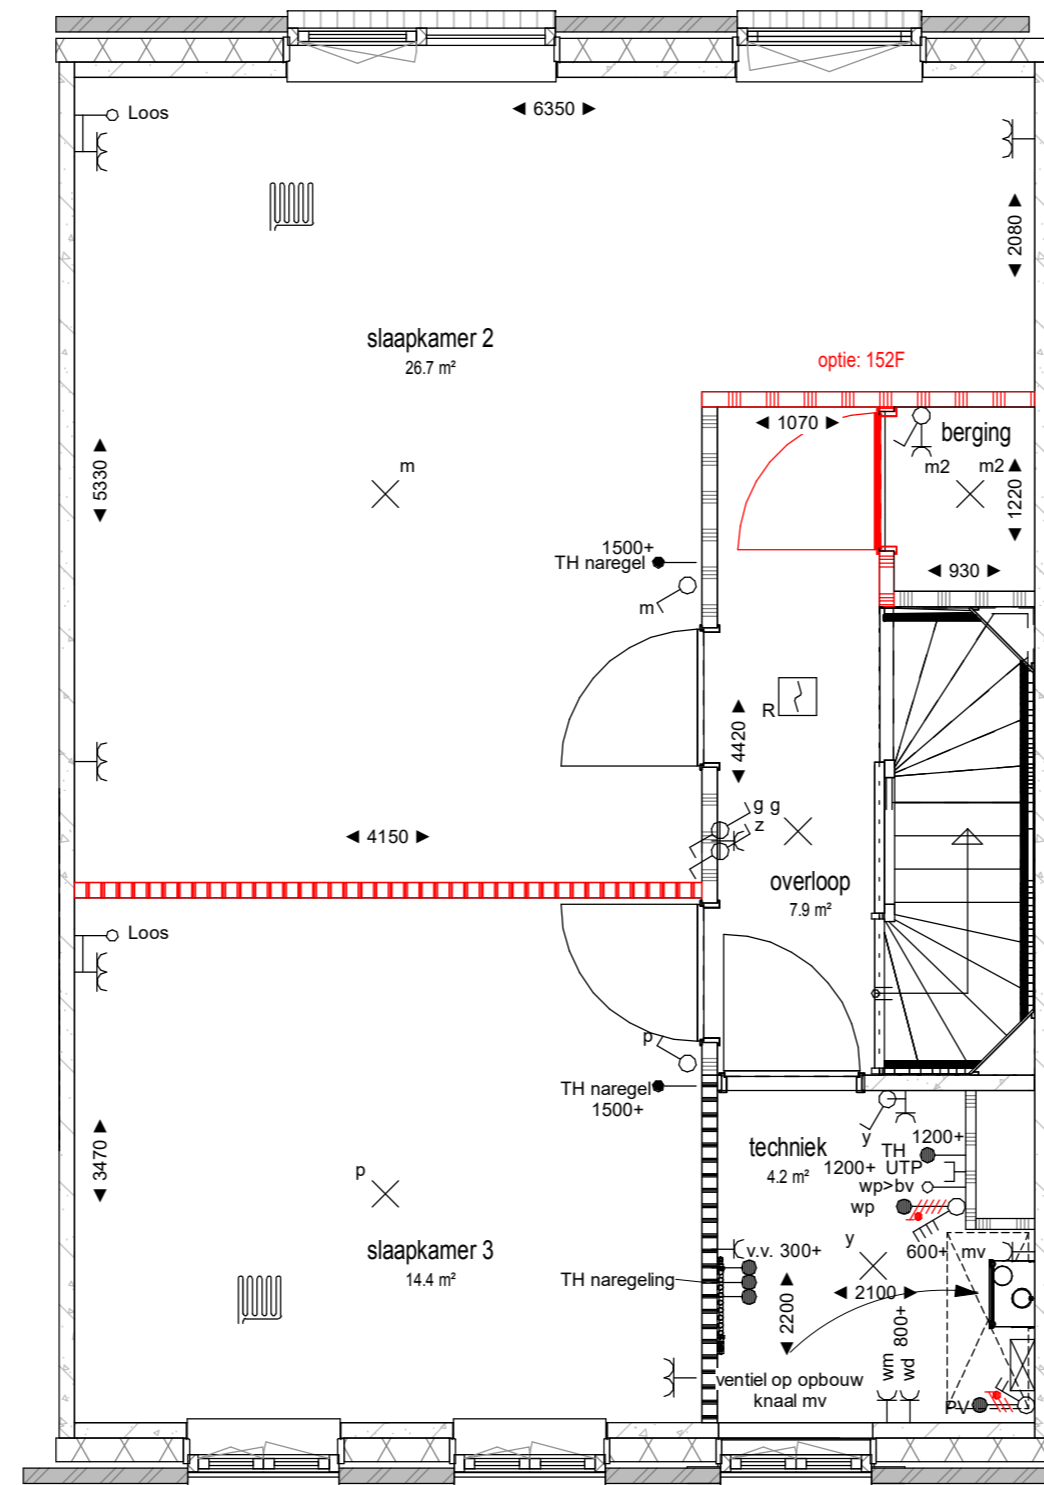 6350
Loos
2080
slaapkamer 2
26.7 m²
optie: 152F
1070
berging
m2 m2
1220
5330
m
1500+
TH naregel
930
m
R
4420
g g
z
4150
overloop
7.9 m²
Loos
p
TH naregel
1500+
y
1200+
TH
techniek
4.2 m²
1200+ UTP
wp>bv
wp
3470
p
y
slaapkamer 3
14.4 m²
v.v. 300+
600+ mv
TH naregeling
2100
2200
800+
wm
wd
ventiel op opbouw
knaal mv
PV